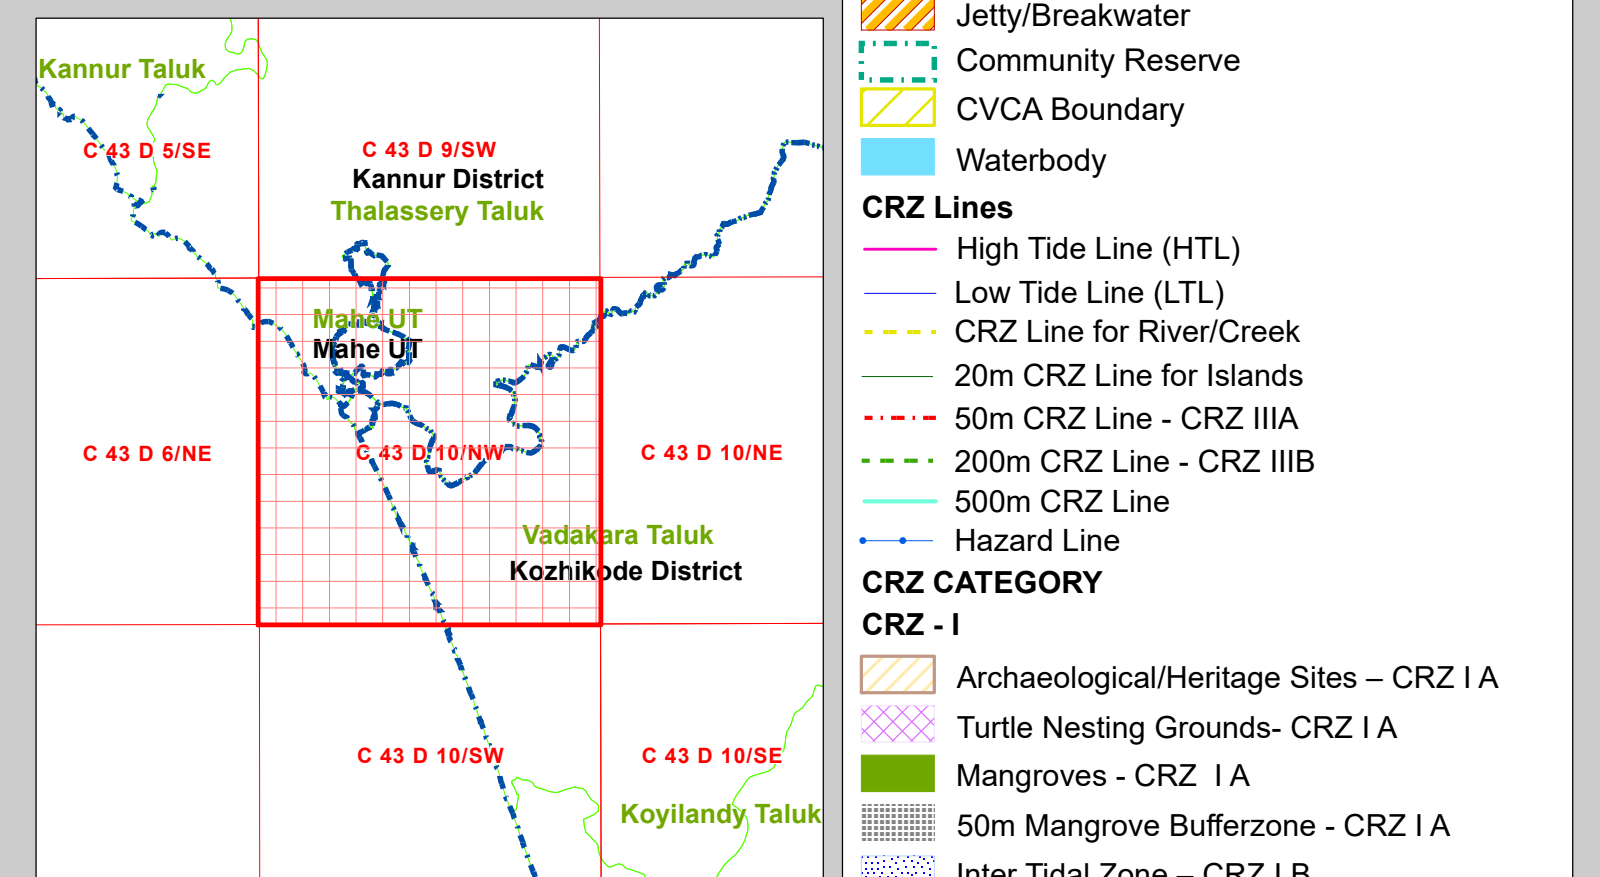 Kannur Taluk
C 43 D 5/SE
C 43 D 9/SW
Kannur District
Thalassery Taluk
Mahe UT
Mahe UT
C 43 D 6/NE
C 43 D 10/NW
C 43 D 10/NE
Vadakara Taluk
Kozhikode District
C 43 D 10/SW
C 43 D 10/SE
Koyilandy Taluk
Jetty/Breakwater
Community Reserve
CVCA Boundary
Waterbody
CRZ Lines
High Tide Line (HTL)
Low Tide Line (LTL)
CRZ Line for River/Creek
20m CRZ Line for Islands
50m CRZ Line - CRZ IIIA
200m CRZ Line - CRZ IIIB
500m CRZ Line
Hazard Line
CRZ CATEGORY
CRZ - I
Archaeological/Heritage Sites – CRZ I A
Turtle Nesting Grounds- CRZ I A
Mangroves - CRZ  I A
50m Mangrove Bufferzone - CRZ I A
Inter Tidal Zone – CRZ I B